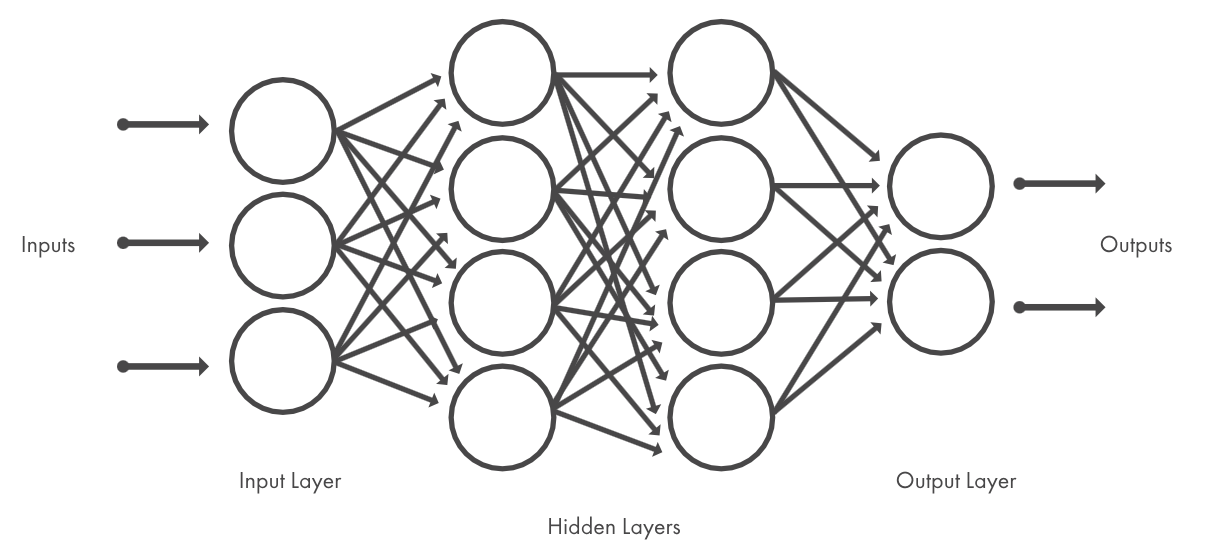 Inputs
Outputs
Input Layer
Output Layer
Hidden Layers